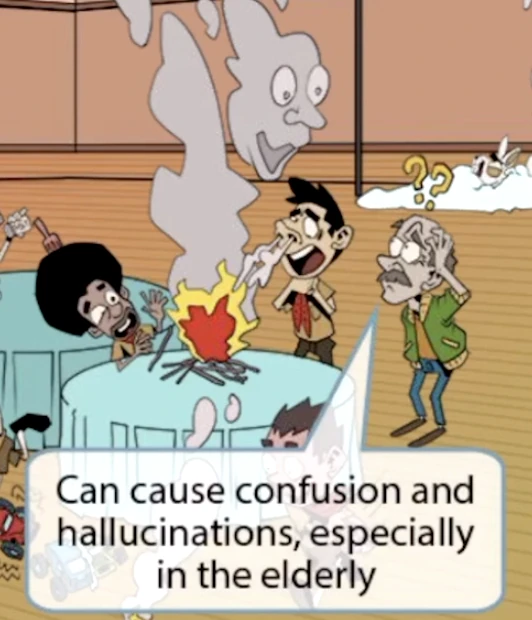 ??
Can cause confusion and
hallucinations, especially
in the elderly